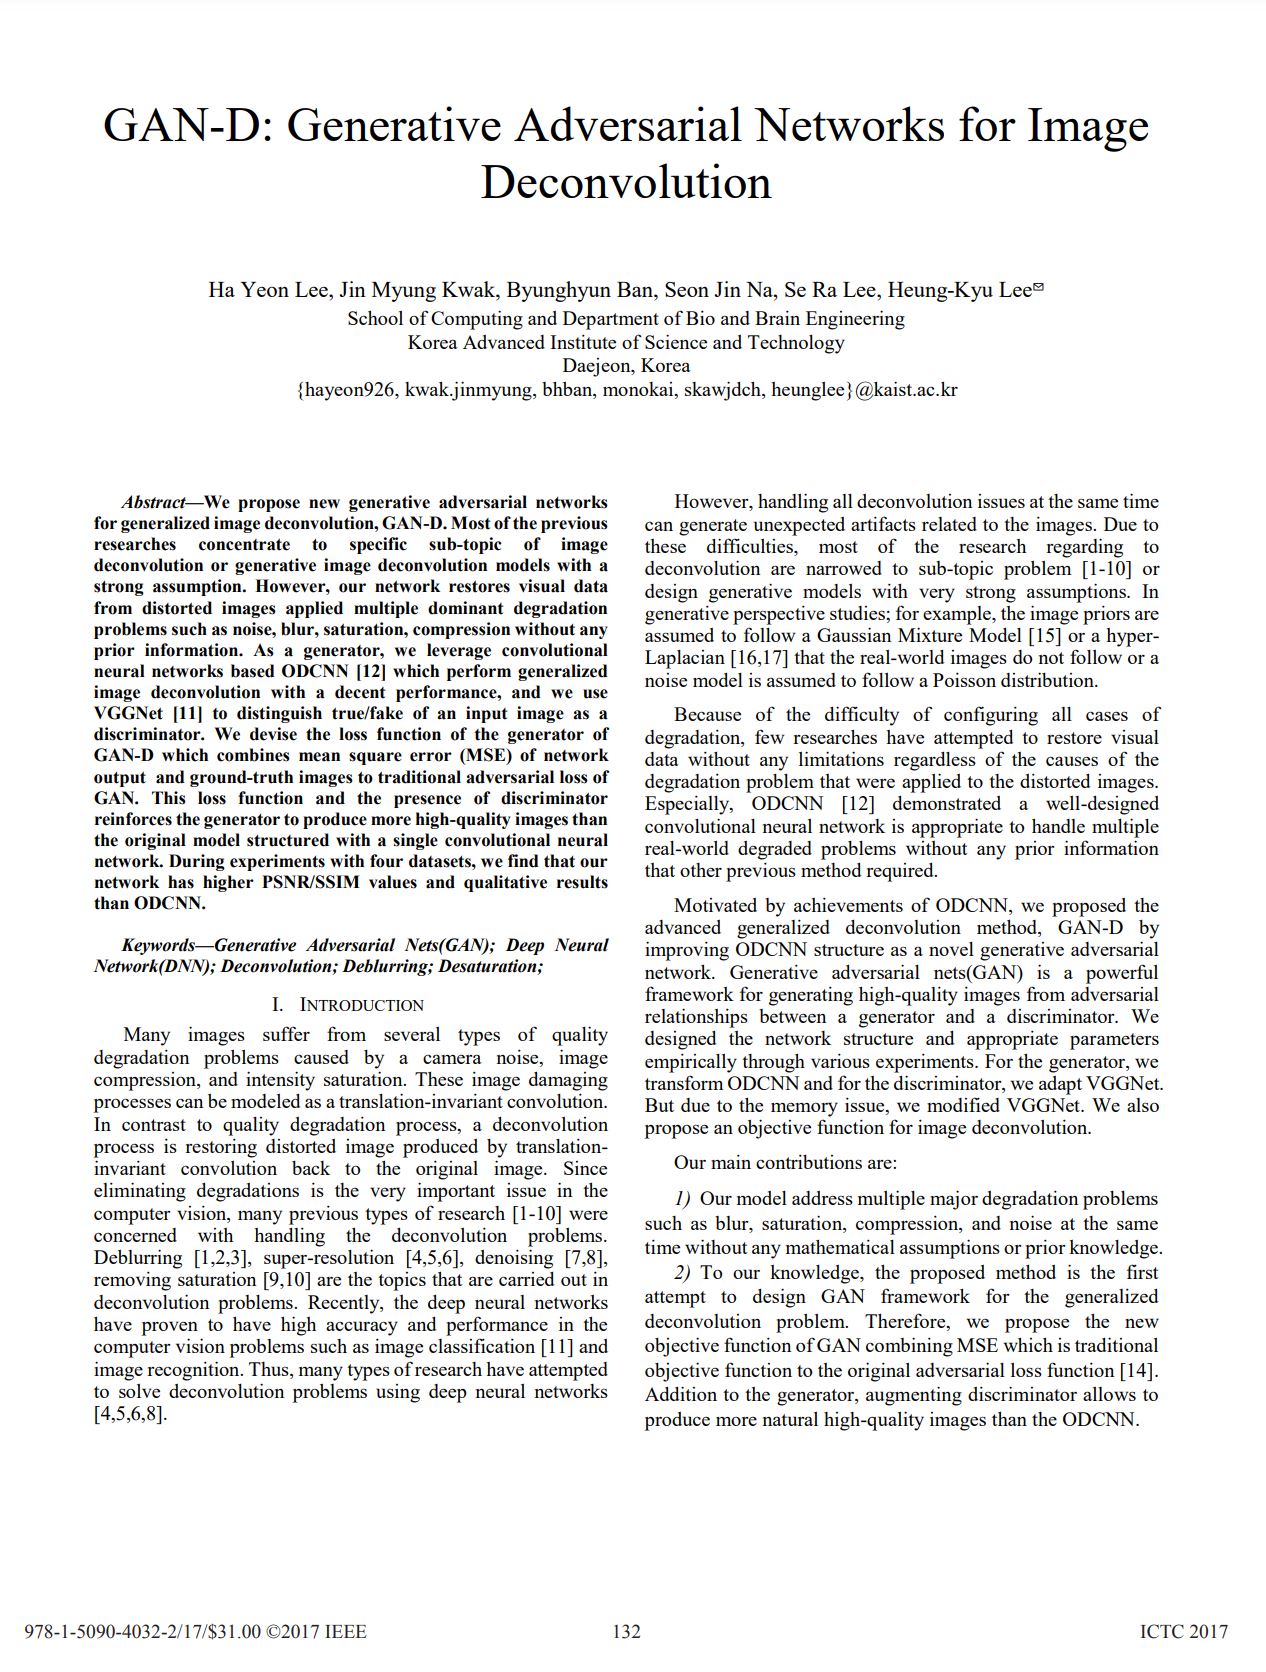 GAN-D: Generative Adversarial Networks for Image
Deconvolution
Ha Yeon Lee, Jin Myung Kwak, Byunghyun Ban, Seon Jin Na, Se Ra Lee, Heung-Kyu Lee✉
School of Computing and Department of Bio and Brain Engineering
Korea Advanced Institute of Science and Technology
Daejeon, Korea
{hayeon926, kwak.jinmyung, bhban, monokai, skawjdch, heunglee}@kaist.ac.kr
Abstract—We propose new generative adversarial networks
for generalized image deconvolution, GAN-D. Most of the previous
researches concentrate to specific sub-topic of image
deconvolution or generative image deconvolution models with a
strong assumption. However, our network restores visual data
from distorted images applied multiple dominant degradation
problems such as noise, blur, saturation, compression without any
prior information. As a generator, we leverage convolutional
neural networks based ODCNN [12] which perform generalized
image deconvolution with a decent performance, and we use
VGGNet [11] to distinguish true/fake of an input image as a
discriminator. We devise the loss function of the generator of
GAN-D which combines mean square error (MSE) of network
output and ground-truth images to traditional adversarial loss of
GAN. This loss function and the presence of discriminator
reinforces the generator to produce more high-quality images than
the original model structured with a single convolutional neural
network. During experiments with four datasets, we find that our
network has higher PSNR/SSIM values and qualitative results
than ODCNN.
Keywords—Generative Adversarial Nets(GAN); Deep Neural
Network(DNN); Deconvolution; Deblurring; Desaturation;
I. INTRODUCTION
Many images suffer from several types of quality
degradation problems caused by a camera noise, image
compression, and intensity saturation. These image damaging
processes can be modeled as a translation-invariant convolution.
In contrast to quality degradation process, a deconvolution
process is restoring distorted image produced by translation-
invariant convolution back to the original image. Since
eliminating degradations is the very important issue in the
computer vision, many previous types of research [1-10] were
concerned with handling the deconvolution problems.
Deblurring [1,2,3], super-resolution [4,5,6], denoising [7,8],
removing saturation [9,10] are the topics that are carried out in
deconvolution problems. Recently, the deep neural networks
have proven to have high accuracy and performance in the
computer vision problems such as image classification [11] and
image recognition. Thus, many types of research have attempted
to solve deconvolution problems using deep neural networks
[4,5,6,8].
However, handling all deconvolution issues at the same time
can generate unexpected artifacts related to the images. Due to
these difficulties, most of the research regarding to
deconvolution are narrowed to sub-topic problem [1-10] or
design generative models with very strong assumptions. In
generative perspective studies; for example, the image priors are
assumed to follow a Gaussian Mixture Model [15] or a hyper-
Laplacian [16,17] that the real-world images do not follow or a
noise model is assumed to follow a Poisson distribution.
Because of the difficulty of configuring all cases of
degradation, few researches have attempted to restore visual
data without any limitations regardless of the causes of the
degradation problem that were applied to the distorted images.
Especially, ODCNN [12] demonstrated a well-designed
convolutional neural network is appropriate to handle multiple
real-world degraded problems without any prior information
that other previous method required.
Motivated by achievements of ODCNN, we proposed the
advanced generalized deconvolution method, GAN-D by
improving ODCNN structure as a novel generative adversarial
network. Generative adversarial nets(GAN) is a powerful
framework for generating high-quality images from adversarial
relationships between a generator and a discriminator. We
designed the network structure and appropriate parameters
empirically through various experiments. For the generator, we
transform ODCNN and for the discriminator, we adapt VGGNet.
But due to the memory issue, we modified VGGNet. We also
propose an objective function for image deconvolution.
Our main contributions are:
1) Our model address multiple major degradation problems
such as blur, saturation, compression, and noise at the same
time without any mathematical assumptions or prior knowledge.
2) To our knowledge, the proposed method is the first
attempt to design GAN framework for the generalized
deconvolution problem. Therefore, we propose the new
objective function of GAN combining MSE which is traditional
objective function to the original adversarial loss function [14].
Addition to the generator, augmenting discriminator allows to
produce more natural high-quality images than the ODCNN.
978-1-5090-4032-2/17/$31.00 ©2017 IEEE
132
ICTC 2017